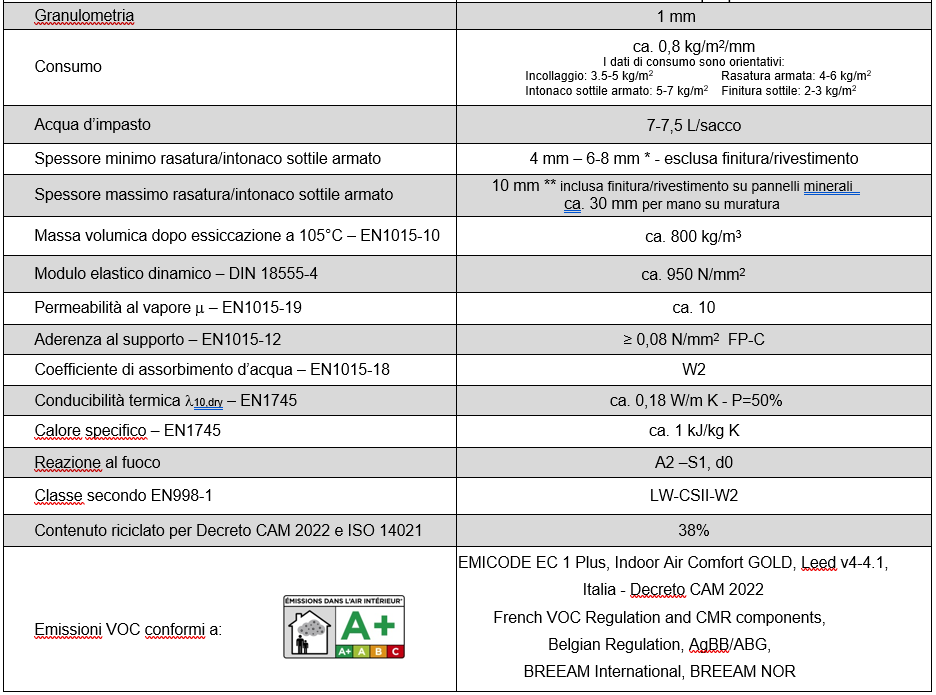 Granulometria
1 mm
Consumo
ca. 0,8 kg/m²/mm
I dati di consumo sono orientativi:
Incollaggio: 3.5-5 kg/m² Rasatura armata: 4-6 kg/m²
Intonaco sottile armato: 5-7 kg/m² Finitura sottile: 2-3 kg/m²
Acqua d'impasto
7-7,5 L/sacco
Spessore minimo rasatura/intonaco sottile armato
4 mm – 6-8 mm * - esclusa finitura/rivestimento
Spessore massimo rasatura/intonaco sottile armato
10 mm ** inclusa finitura/rivestimento su pannelli minerali
ca. 30 mm per mano su muratura
Massa volumica dopo essiccazione a 105°C – EN1015-10
ca. 800 kg/m³
Modulo elastico dinamico – DIN 18555-4
ca. 950 N/mm²
Permeabilità al vapore μ – EN1015-19
ca. 10
Aderenza al supporto – EN1015-12
≥ 0,08 N/mm² FP-C
Coefficiente di assorbimento d'acqua – EN1015-18
W2
Conducibilità termica λ10,dry – EN1745
ca. 0,18 W/m K - P=50%
Calore specifico – EN1745
ca. 1 kJ/kg K
Reazione al fuoco
A2 –S1, d0
Classe secondo EN998-1
LW-CSII-W2
Contenuto riciclato per Decreto CAM 2022 e ISO 14021
38%
Emissioni VOC conformi a:
ÉMISSIONS DANS L'AIR INTÉRIEUR*
A+
A+ A B C
EMICODE EC 1 Plus, Indoor Air Comfort GOLD, Leed v4-4.1,
Italia - Decreto CAM 2022
French VOC Regulation and CMR components,
Belgian Regulation, AgBB/ABG,
BREEAM International, BREEAM NOR